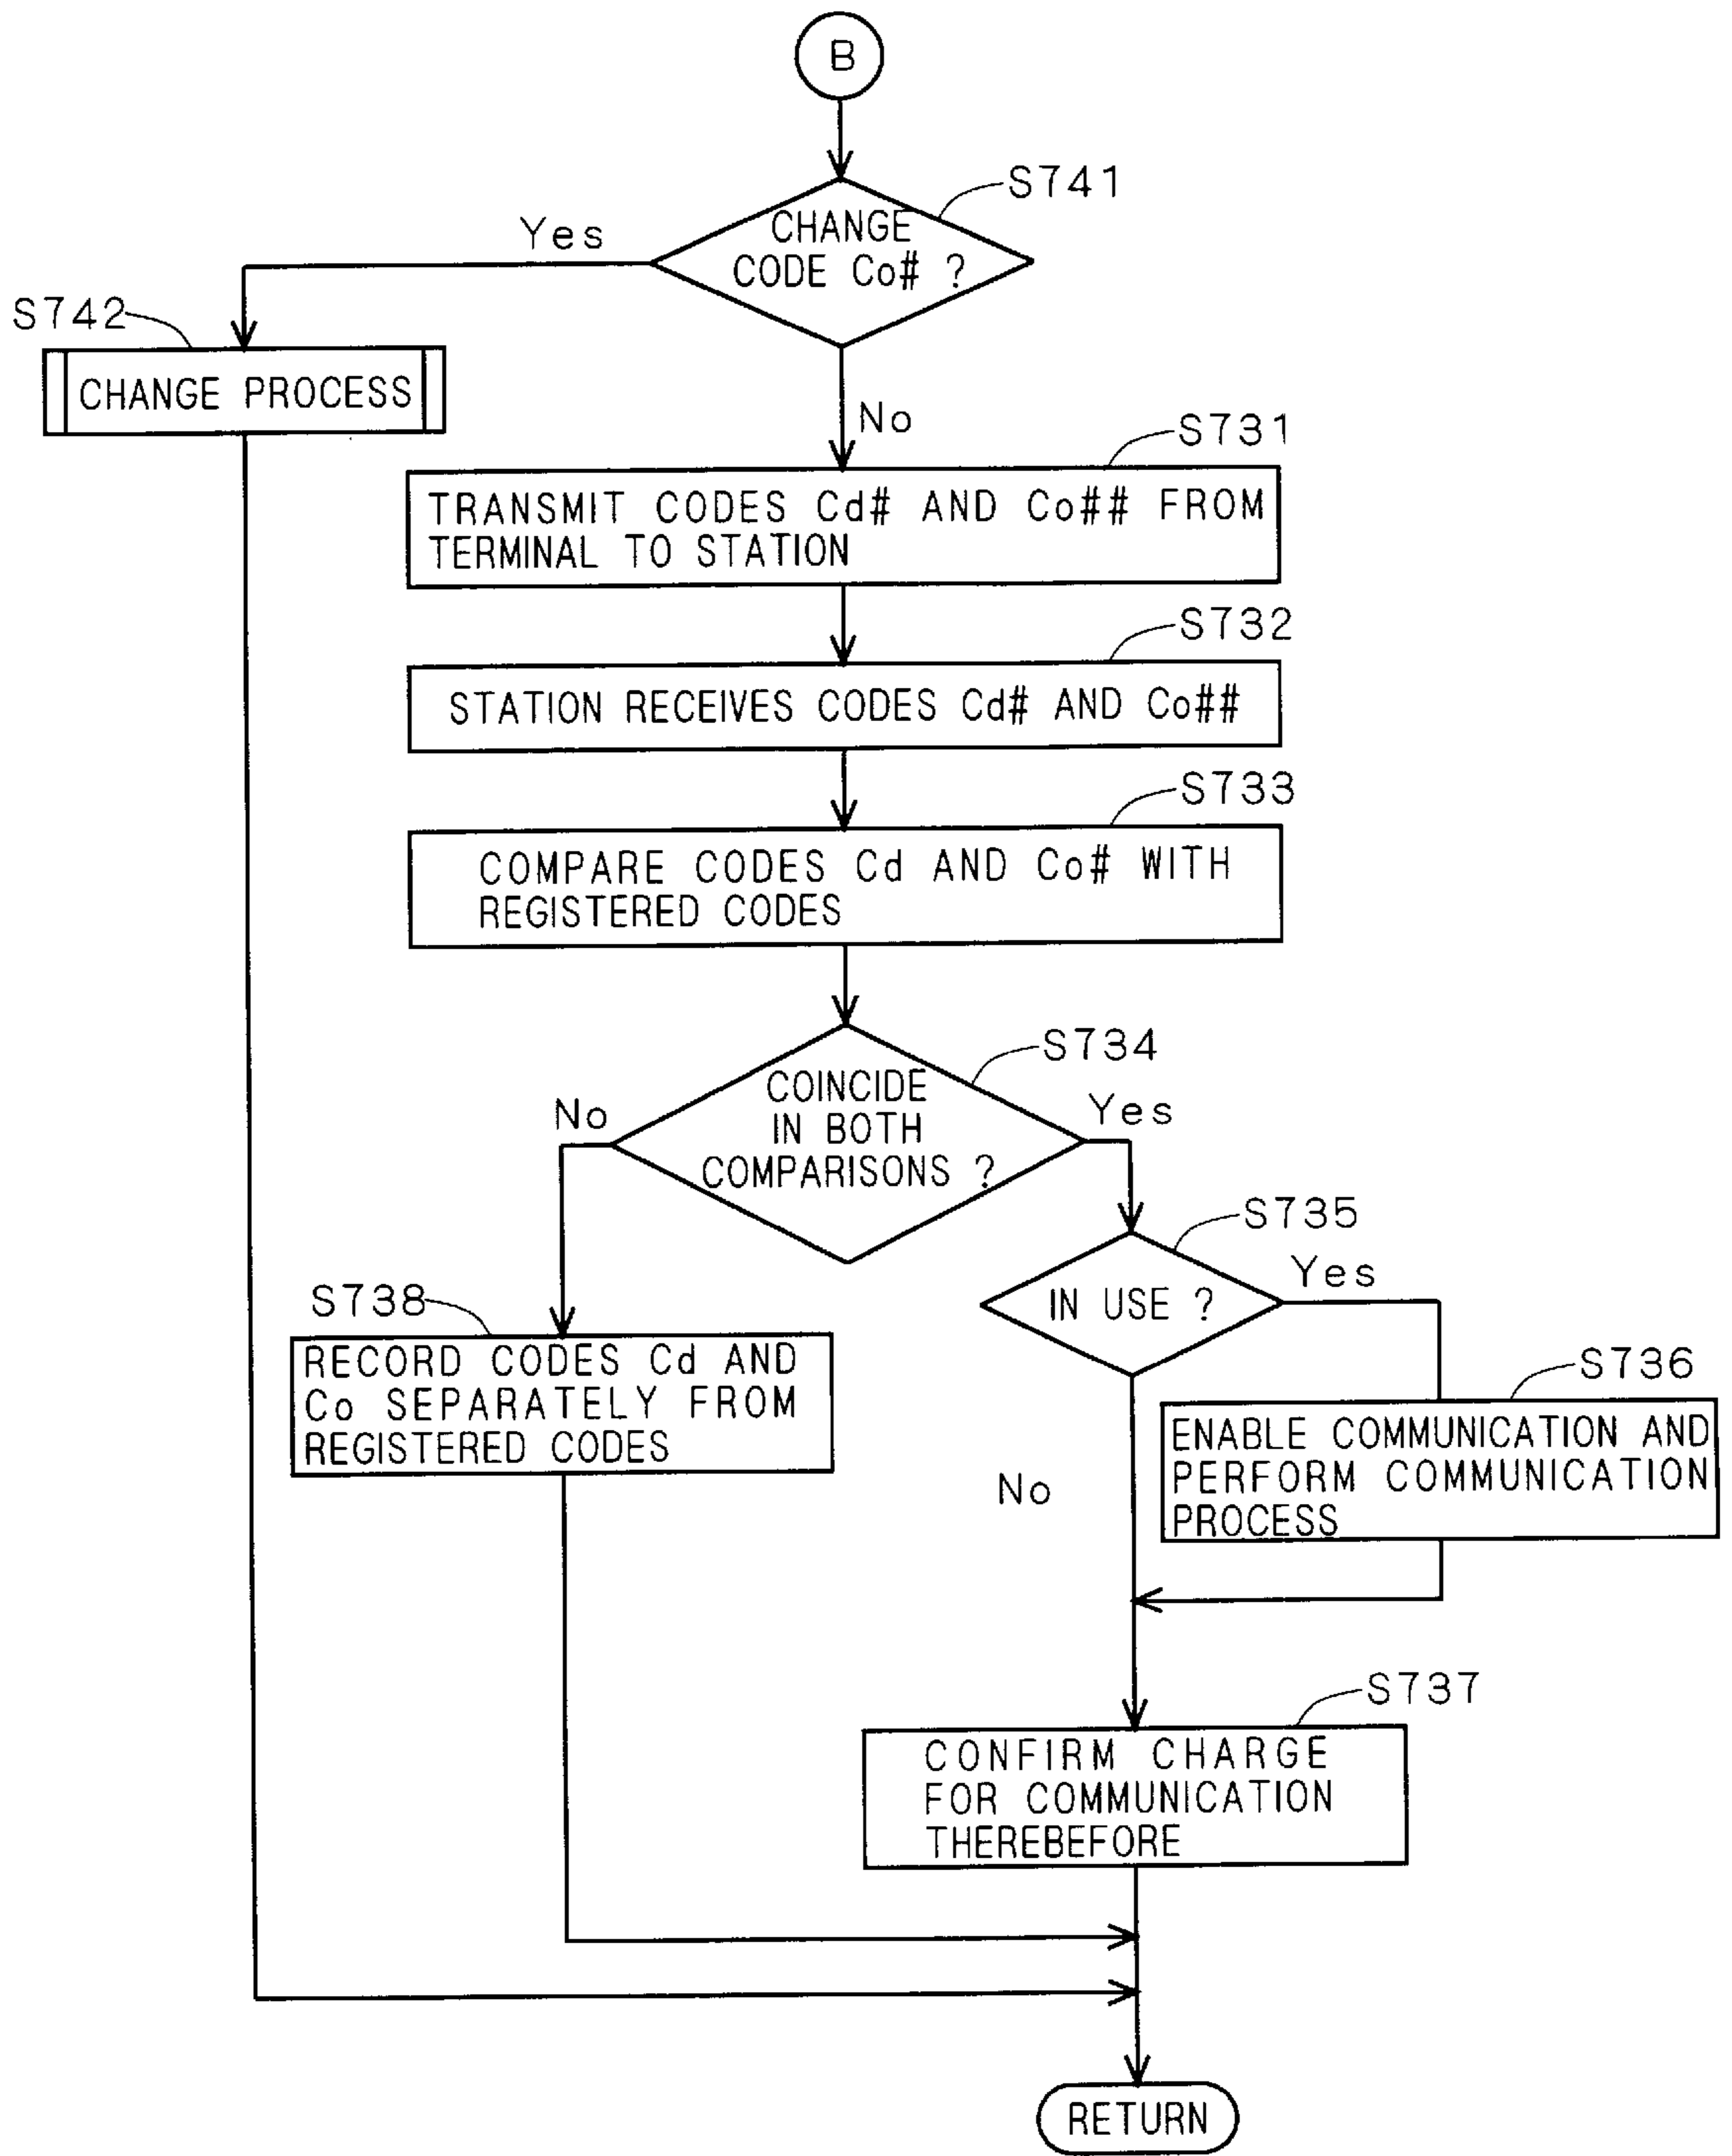 B
S741
CHANGE
CODE Co# ?
Yes
S742
CHANGE PROCESS
No
S731
TRANSMIT CODES Cd# AND Co## FROM
TERMINAL TO STATION
S732
STATION RECEIVES CODES Cd# AND Co##
S733
COMPARE CODES Cd AND Co# WITH
REGISTERED CODES
S734
COINCIDE
IN BOTH
COMPARISONS ?
No
Yes
S735
IN USE ?
Yes
S738
RECORD CODES Cd AND
Co SEPARATELY FROM
REGISTERED CODES
S736
ENABLE COMMUNICATION AND
PERFORM COMMUNICATION
PROCESS
No
S737
CONFIRM CHARGE
FOR COMMUNICATION
THEREBEFORE
RETURN